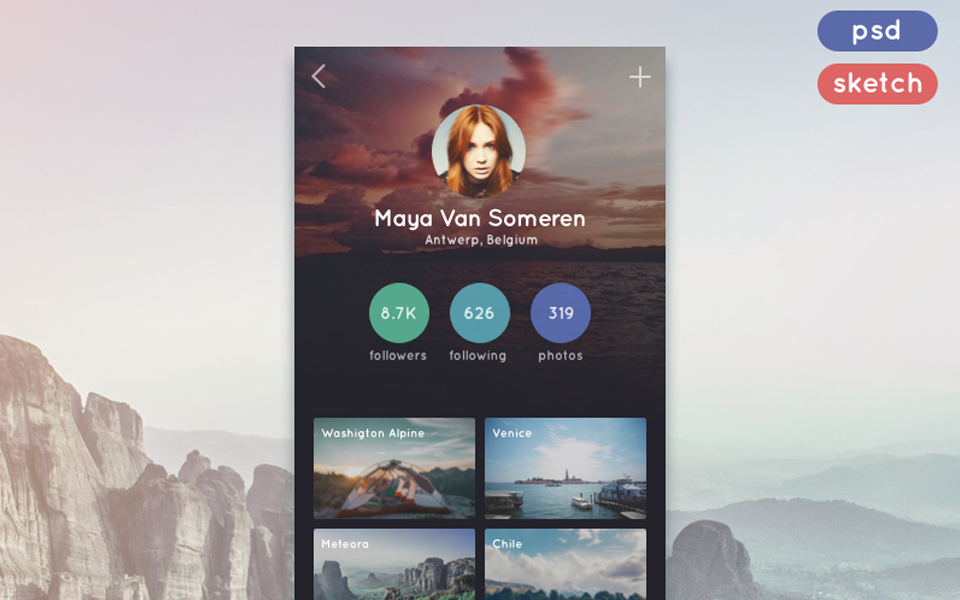 psd
sketch
Maya Van Someren
Antwerp, Belgium
8.7K
626
319
followers
following
photos
Washigton Alpine
Venice
Meteora
Chile